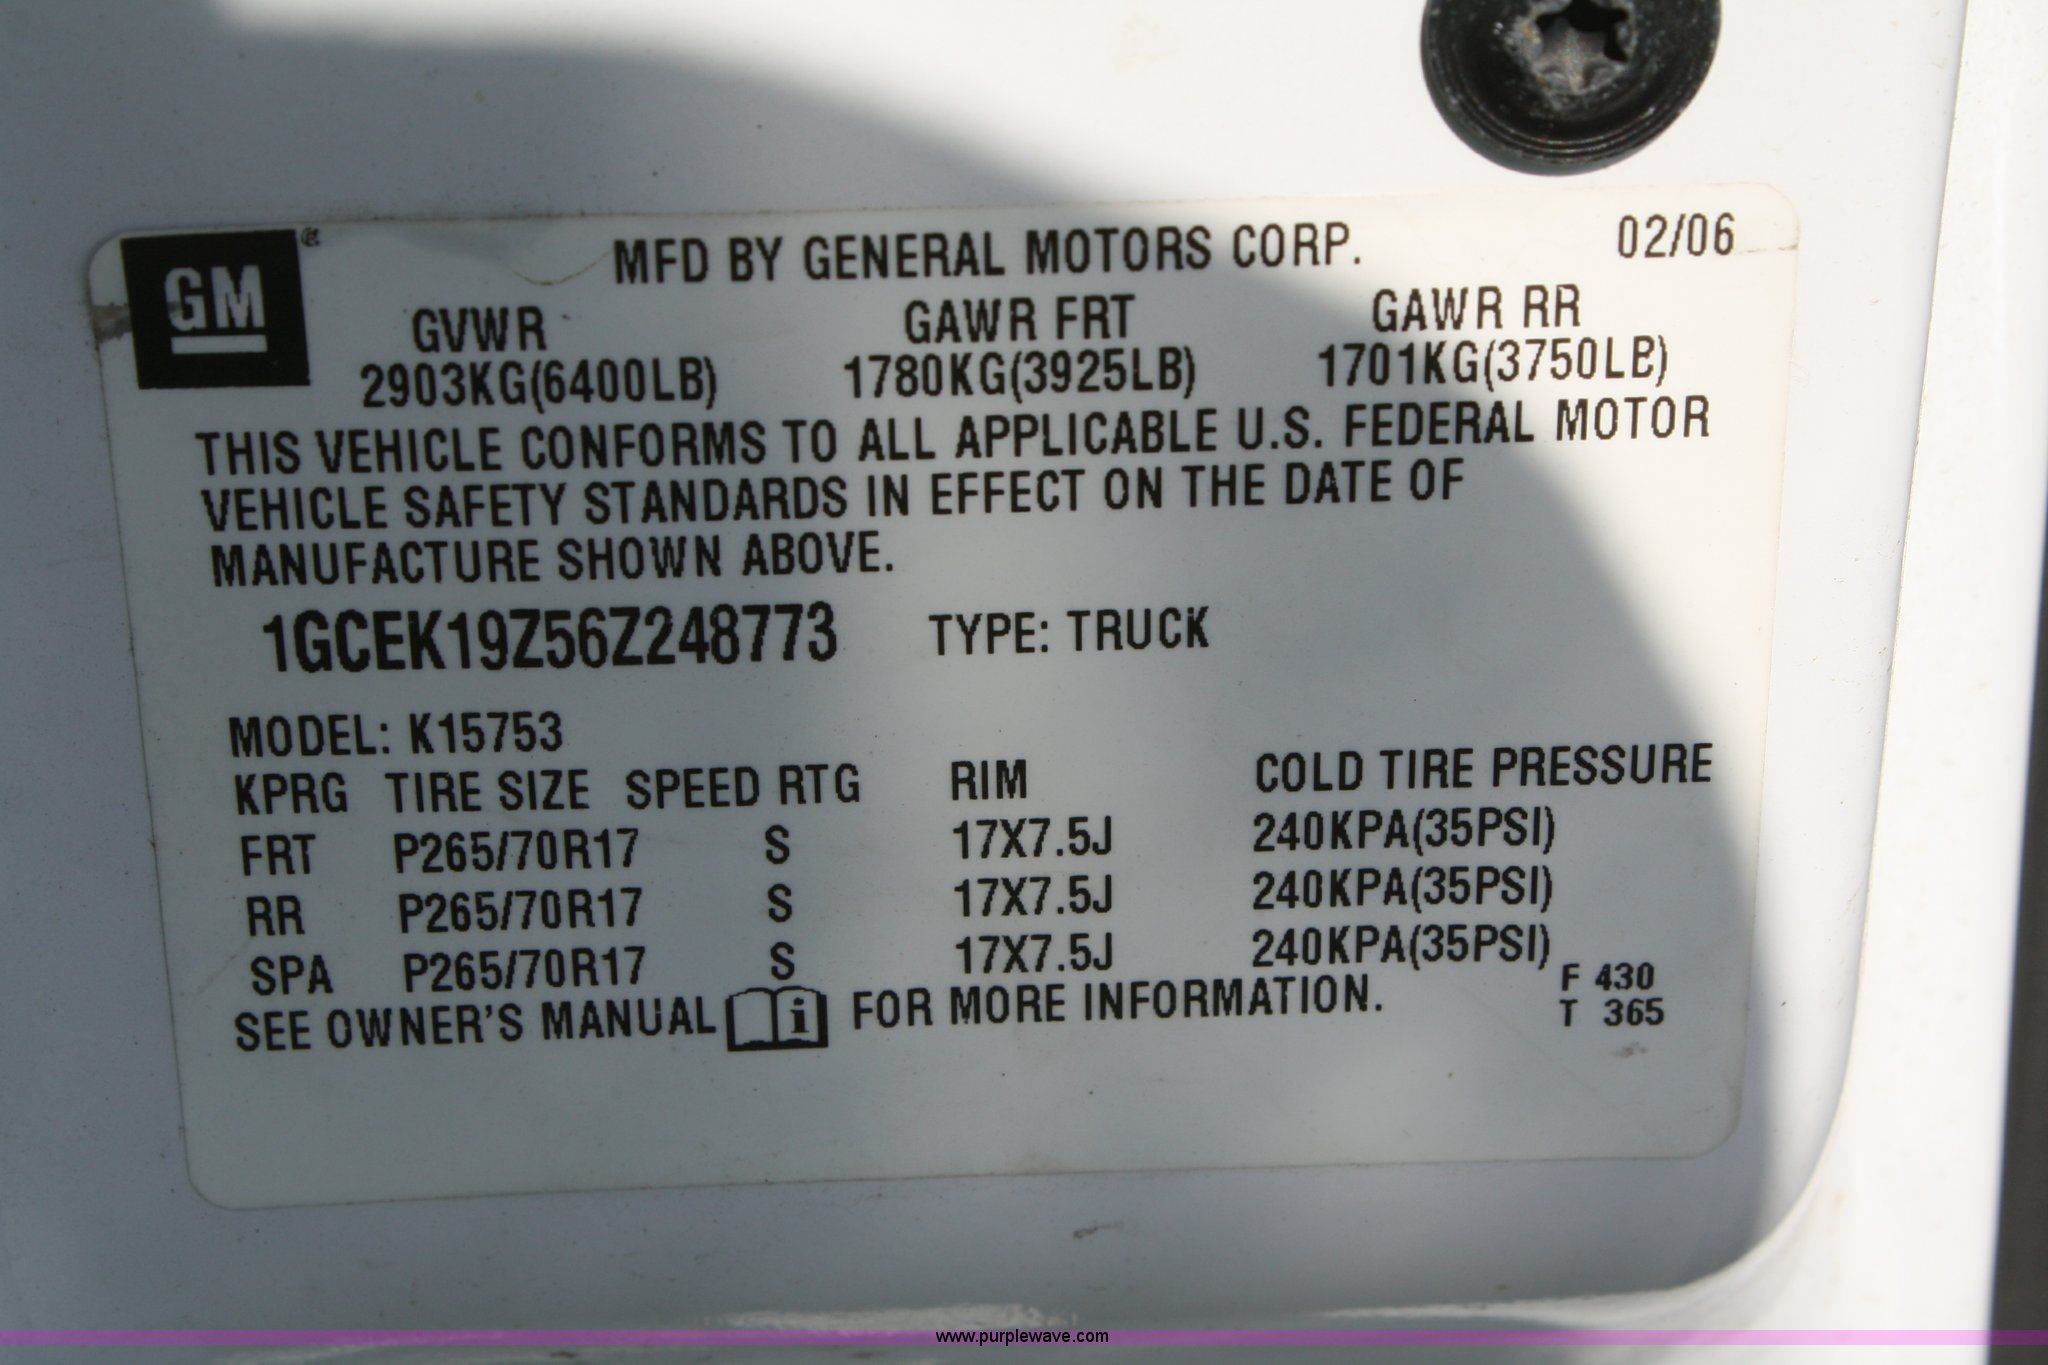 GM®
MFD BY GENERAL MOTORS CORP. 02/06
GVWR GAWR FRT GAWR RR
2903KG(6400LB) 1780KG(3925LB) 1701KG(3750LB)
THIS VEHICLE CONFORMS TO ALL APPLICABLE U.S. FEDERAL MOTOR
VEHICLE SAFETY STANDARDS IN EFFECT ON THE DATE OF
MANUFACTURE SHOWN ABOVE.
1GCEK19Z56Z248773 TYPE: TRUCK
MODEL: K15753
KPRG TIRE SIZE SPEED RTG RIM COLD TIRE PRESSURE
FRT P265/70R17 S 17X7.5J 240KPA(35PSI)
RR P265/70R17 S 17X7.5J 240KPA(35PSI)
SPA P265/70R17 S 17X7.5J 240KPA(35PSI)
SEE OWNER'S MANUAL i FOR MORE INFORMATION.
F 430
T 365
www.purplewave.com